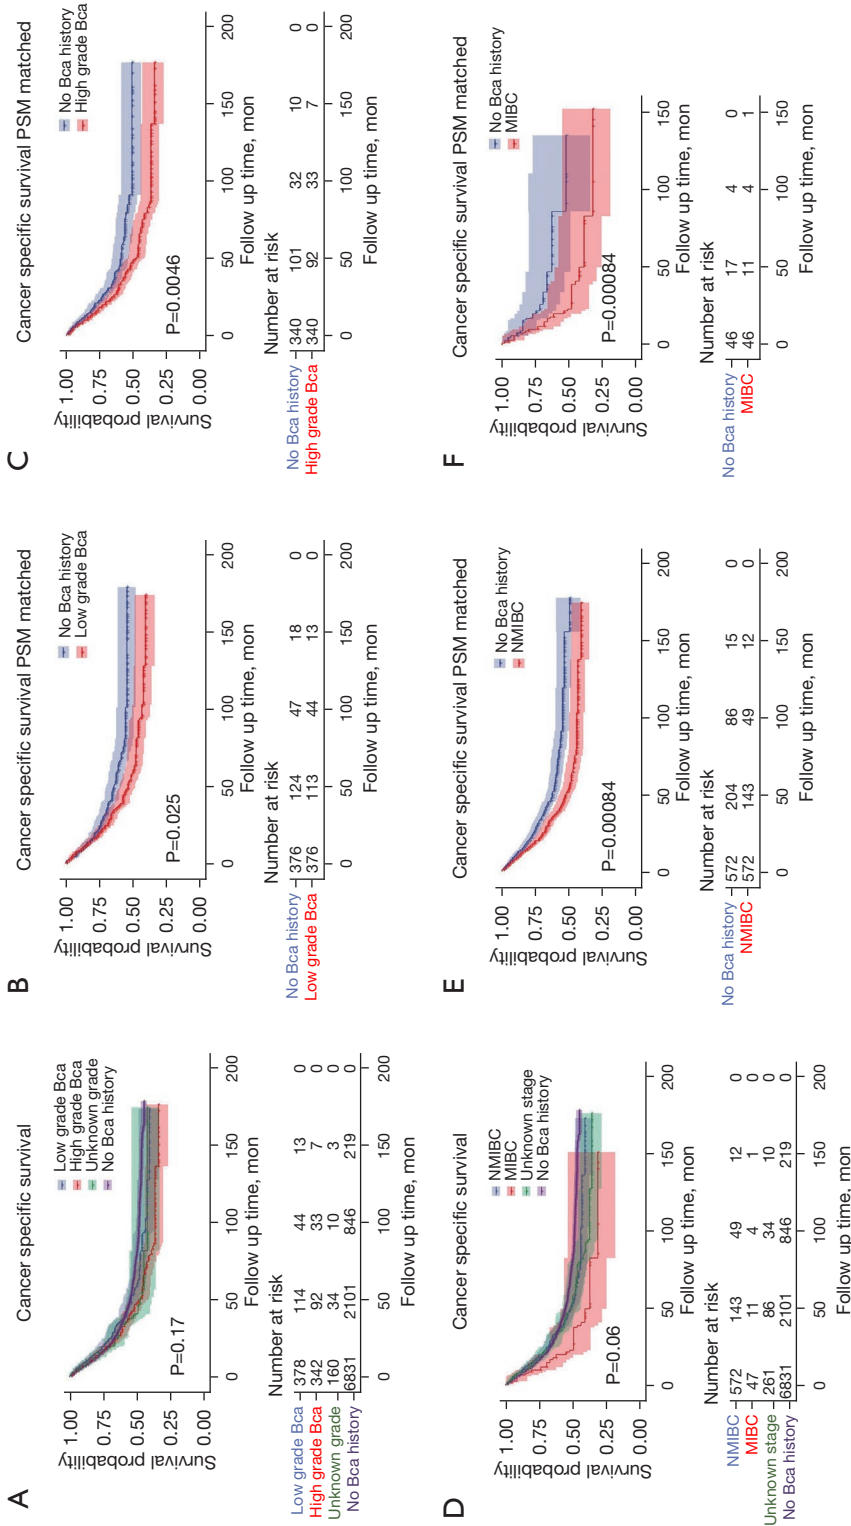 A
Cancer specific survival
Survival probability
1.00
0.75
0.50
0.25
0.00
Low grade Bca
High grade Bca
Unknown grade
No Bca history
P=0.17
0 50 100 150 200
Follow up time, mon
Number at risk
Low grade Bca 378 114 44 13 0
High grade Bca 342 92 33 7 0
Unknown grade 160 34 10 3 0
No Bca history 6831 2101 846 219 0
0 50 100 150 200
Follow up time, mon
B
Cancer specific survival PSM matched
Survival probability
1.00
0.75
0.50
0.25
0.00
No Bca history
Low grade Bca
P=0.025
0 50 100 150 200
Follow up time, mon
Number at risk
No Bca history 376 124 47 18 0
Low grade Bca 376 113 44 13 0
0 50 100 150 200
Follow up time, mon
C
Cancer specific survival PSM matched
Survival probability
1.00
0.75
0.50
0.25
0.00
No Bca history
High grade Bca
P=0.0046
0 50 100 150 200
Follow up time, mon
Number at risk
No Bca history 340 101 32 10 0
High grade Bca 340 92 33 7 0
0 50 100 150 200
Follow up time, mon
D
Cancer specific survival
Survival probability
1.00
0.75
0.50
0.25
0.00
NMIBC
MIBC
Unknown stage
No Bca history
P=0.06
0 50 100 150 200
Follow up time, mon
Number at risk
NMIBC 572 143 49 12 0
MIBC 47 11 4 1 0
Unknown stage 261 86 34 10 0
No Bca history 6831 2101 846 219 0
0 50 100 150 200
Follow up time, mon
E
Cancer specific survival PSM matched
Survival probability
1.00
0.75
0.50
0.25
0.00
No Bca history
NMIBC
P=0.00084
0 50 100 150 200
Follow up time, mon
Number at risk
No Bca history 572 204 86 15 0
NMIBC 572 143 49 12 0
0 50 100 150 200
Follow up time, mon
F
Cancer specific survival PSM matched
Survival probability
1.00
0.75
0.50
0.25
0.00
No Bca history
MIBC
P=0.00084
0 50 100 150
Follow up time, mon
Number at risk
No Bca history 46 17 4 0
MIBC 46 11 4 1
0 50 100 150
Follow up time, mon